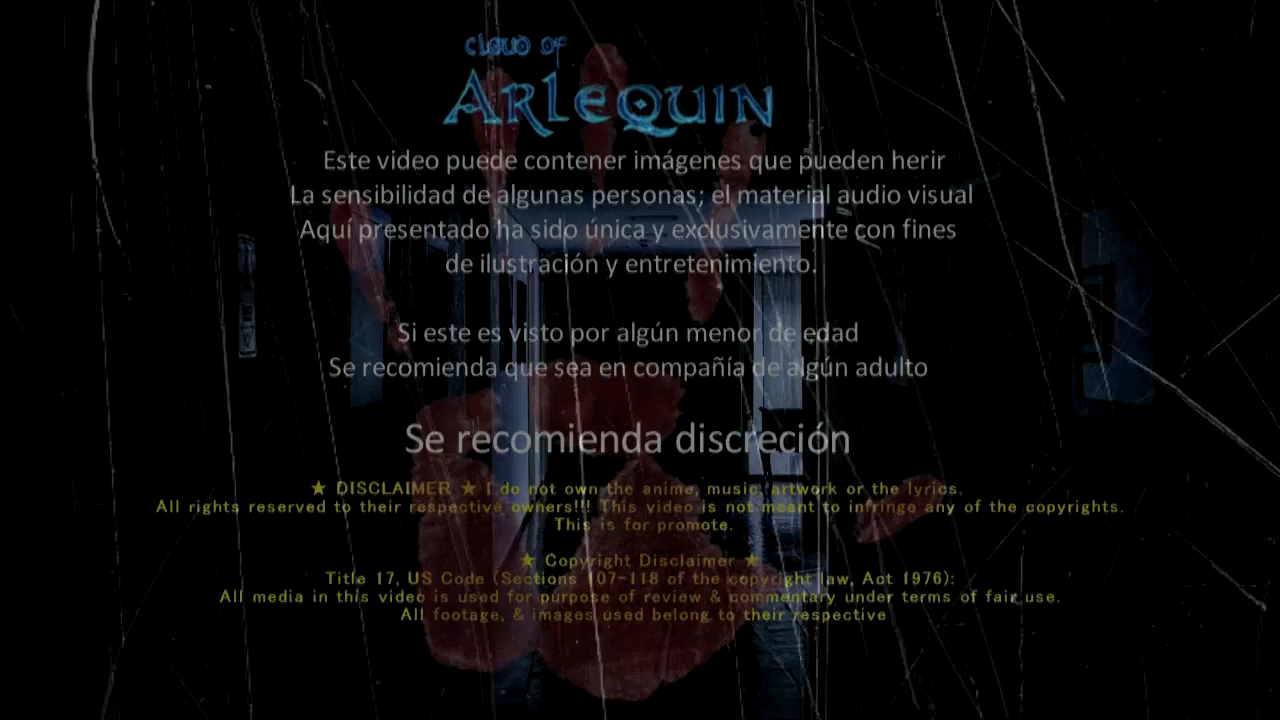 cloud of
ARLEQUIN
Este video puede contener imágenes que pueden herir
La sensibilidad de algunas personas; el material audio visual
Aquí presentado ha sido única y exclusivamente con fines
de ilustración y entretenimiento.
Si este es visto por algún menor de edad
Se recomienda que sea en compañía de algún adulto
Se recomienda discreción
★ DISCLAIMER ★ I do not own the anime, music, artwork or the lyrics.
All rights reserved to their respective owners!!! This video is not meant to infringe any of the copyrights.
This is for promote.
★ Copyright Disclaimer ★
Title 17, US Code (Sections 107-118 of the copyright law, Act 1976):
All media in this video is used for purpose of review & commentary under terms of fair use.
All footage, & images used belong to their respective